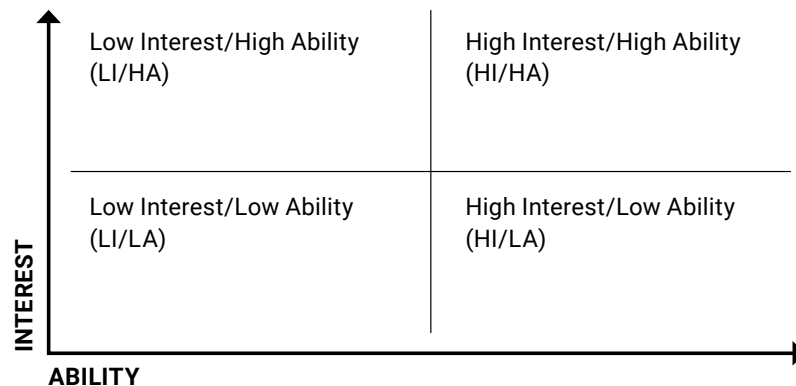 Low Interest/High Ability
(LI/HA)
High Interest/High Ability
(HI/HA)
Low Interest/Low Ability
(LI/LA)
High Interest/Low Ability
(HI/LA)
INTEREST
ABILITY